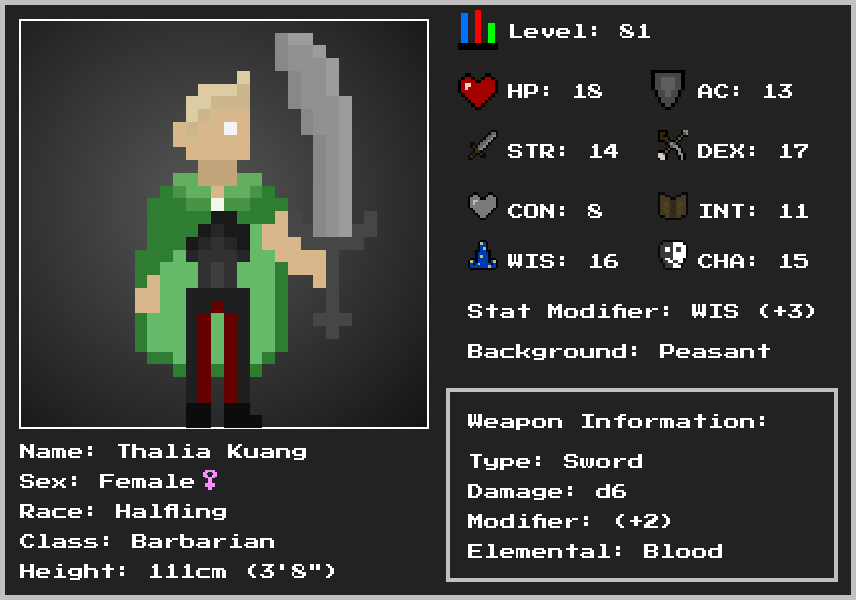 Level: 81
HP: 18
AC: 13
STR: 14
DEX: 17
CON: 8
INT: 11
WIS: 16
CHA: 15
Stat Modifier: WIS (+3)
Background: Peasant
Weapon Information:
Type: Sword
Damage: d6
Modifier: (+2)
Elemental: Blood
Name: Thalia Kuang
Sex: Female♀
Race: Halfling
Class: Barbarian
Height: 111cm (3'8")